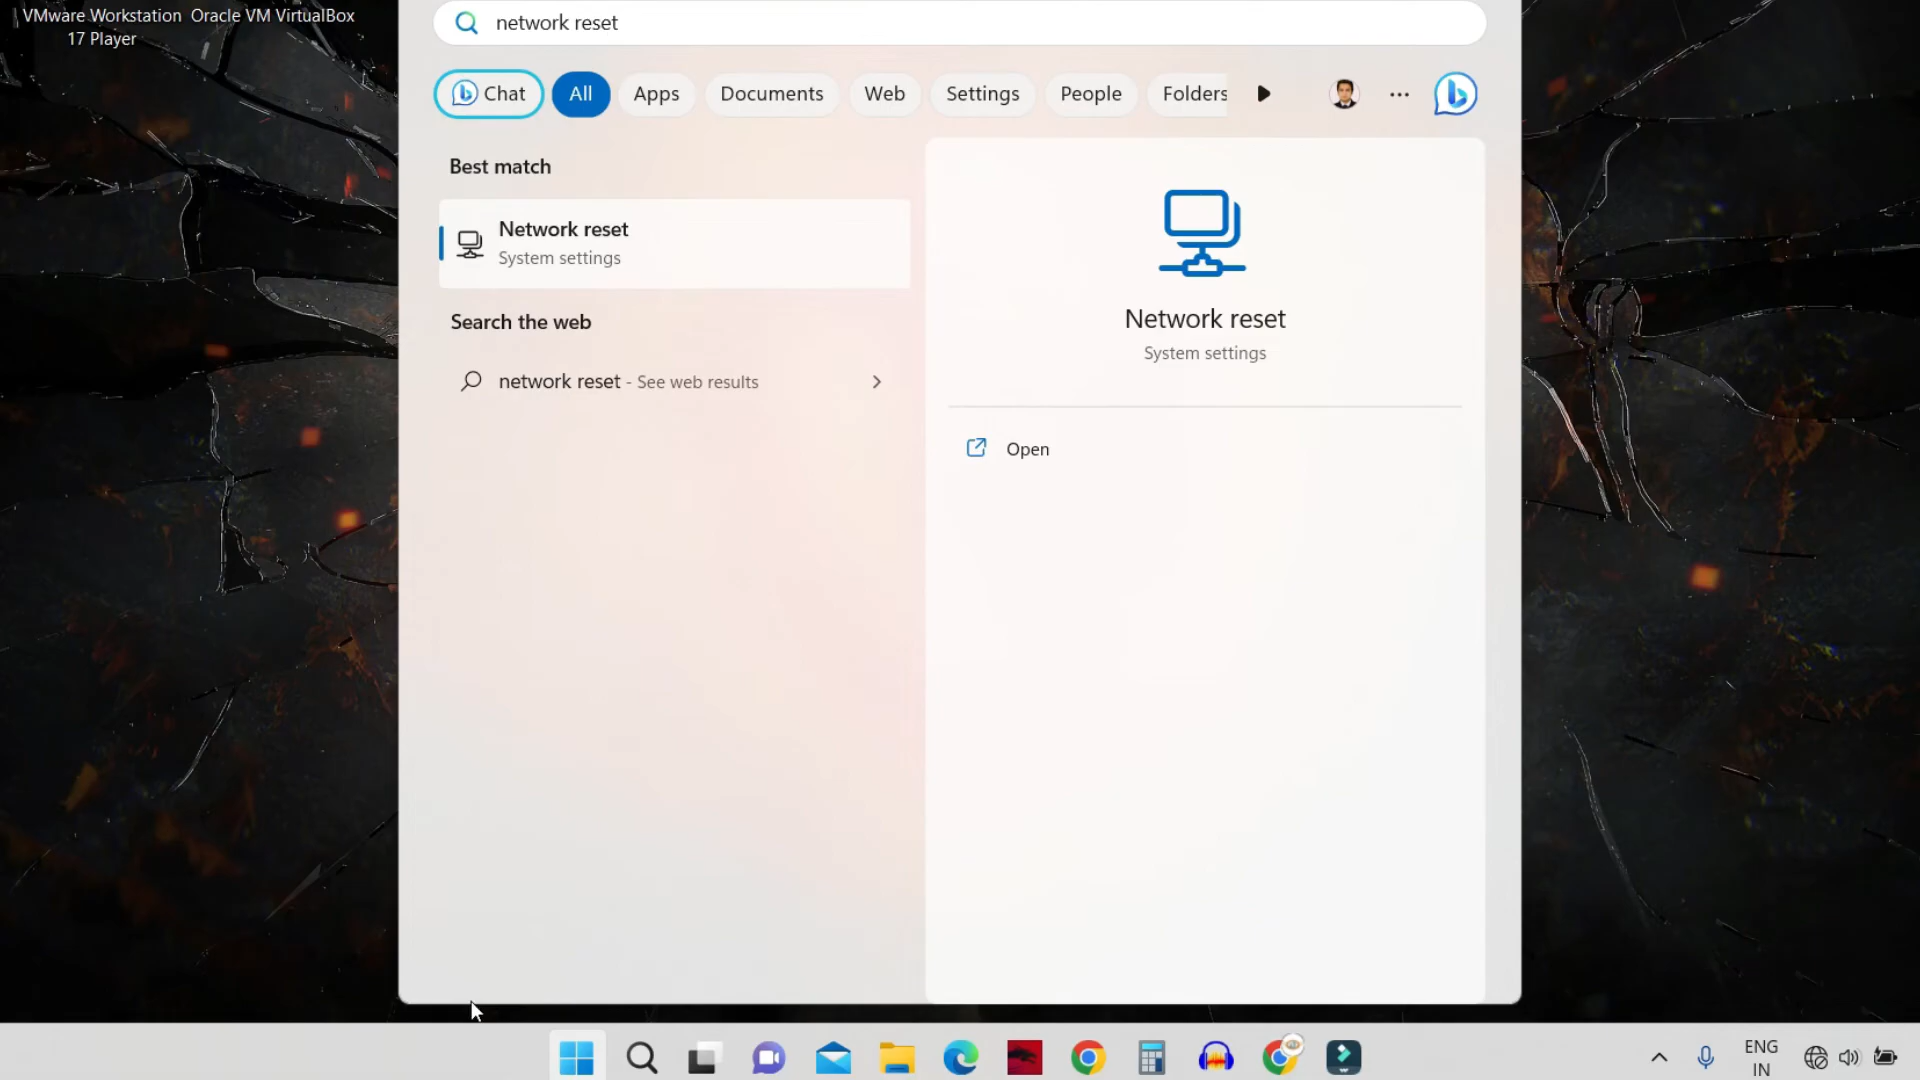 VMware Workstation Oracle VM VirtualBox
17 Player
network reset
Chat All Apps Documents Web Settings People Folders
Best match
Network reset
System settings
Search the web
network reset - See web results
Network reset
System settings
Open
ENG
IN